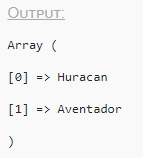 OUTPUT:
Array (
[0] => Huracan
[1] => Aventador
)